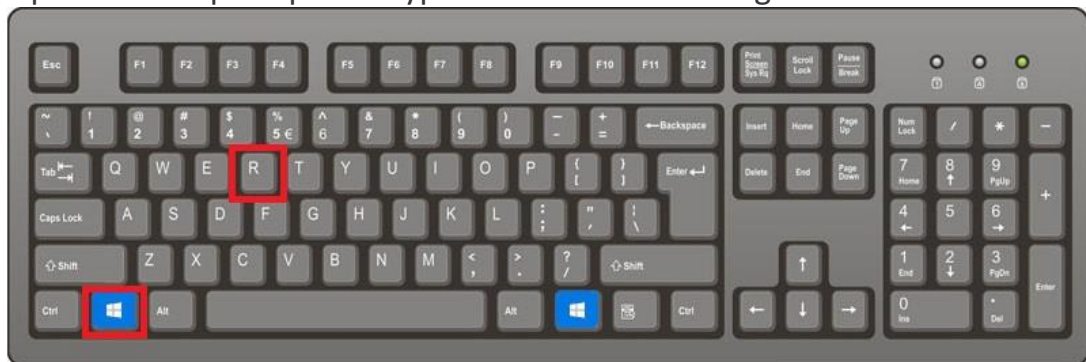 Esc F1 F2 F3 F4 F5 F6 F7 F8 F9 F10 F11 F12 Print Screen Sys Rq Scroll Lock Pause Break
~ ` ! 1 @ 2 # 3 $ 4 % 5 € ^ 6 & 7 * 8 ( 9 ) 0 _ - + = ←Backspace Insert Home Page Up Num Lock / * -
Tab Q W E R T Y U I O P { [ } ] Enter Delete End Page Down 7 Home 8 ↑ 9 PgUp +
Caps Lock A S D F G H J K L : ; " ' | \ 4 ← 5 6 →
Shift Z X C V B N M < , > . ? / Shift ↑ 1 End 2 ↓ 3 PgDn Enter
Ctrl Alt Alt Ctrl ← ↓ → 0 Ins . Del